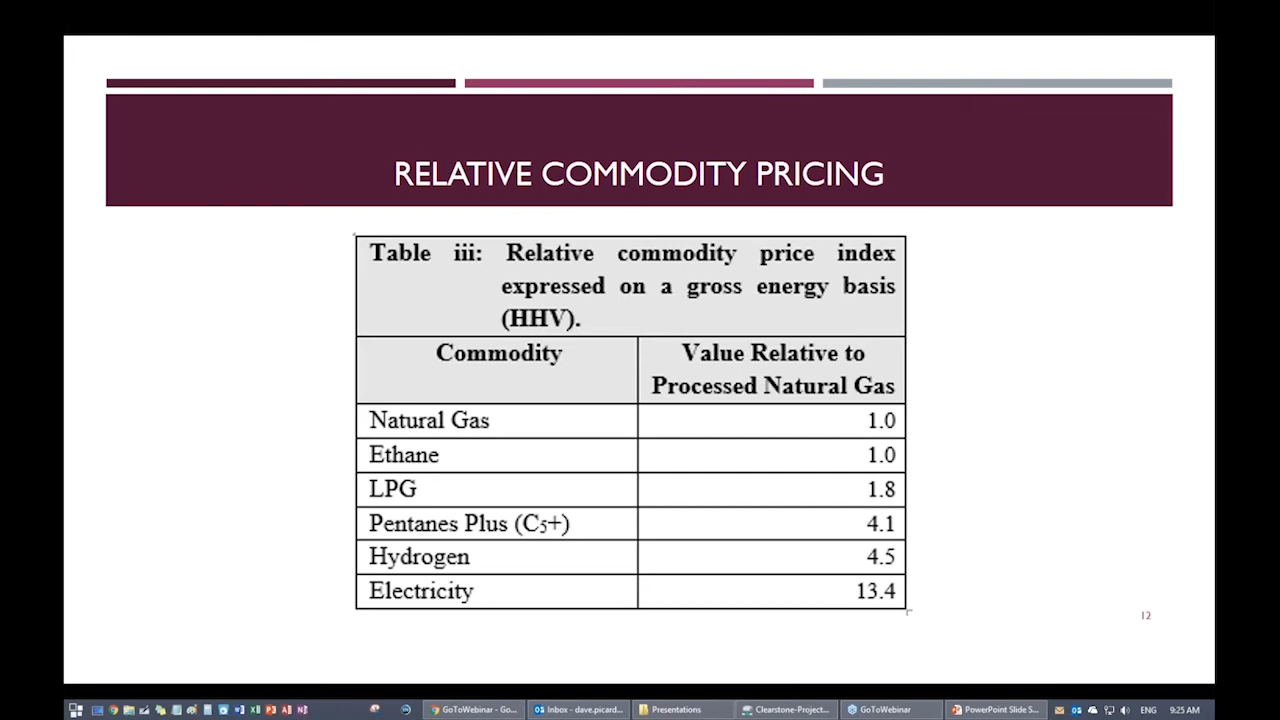 RELATIVE COMMODITY PRICING
Table iii: Relative commodity price index
expressed on a gross energy basis
(HHV).
Commodity
Value Relative to
Processed Natural Gas
Natural Gas 1.0
Ethane 1.0
LPG 1.8
Pentanes Plus (C5+) 4.1
Hydrogen 4.5
Electricity 13.4
12
GoToWebinar - Go...
Inbox - dave.picard...
Presentations
Clearstone-Project...
GoToWebinar
PowerPoint Slide S...
ENG
9:25 AM